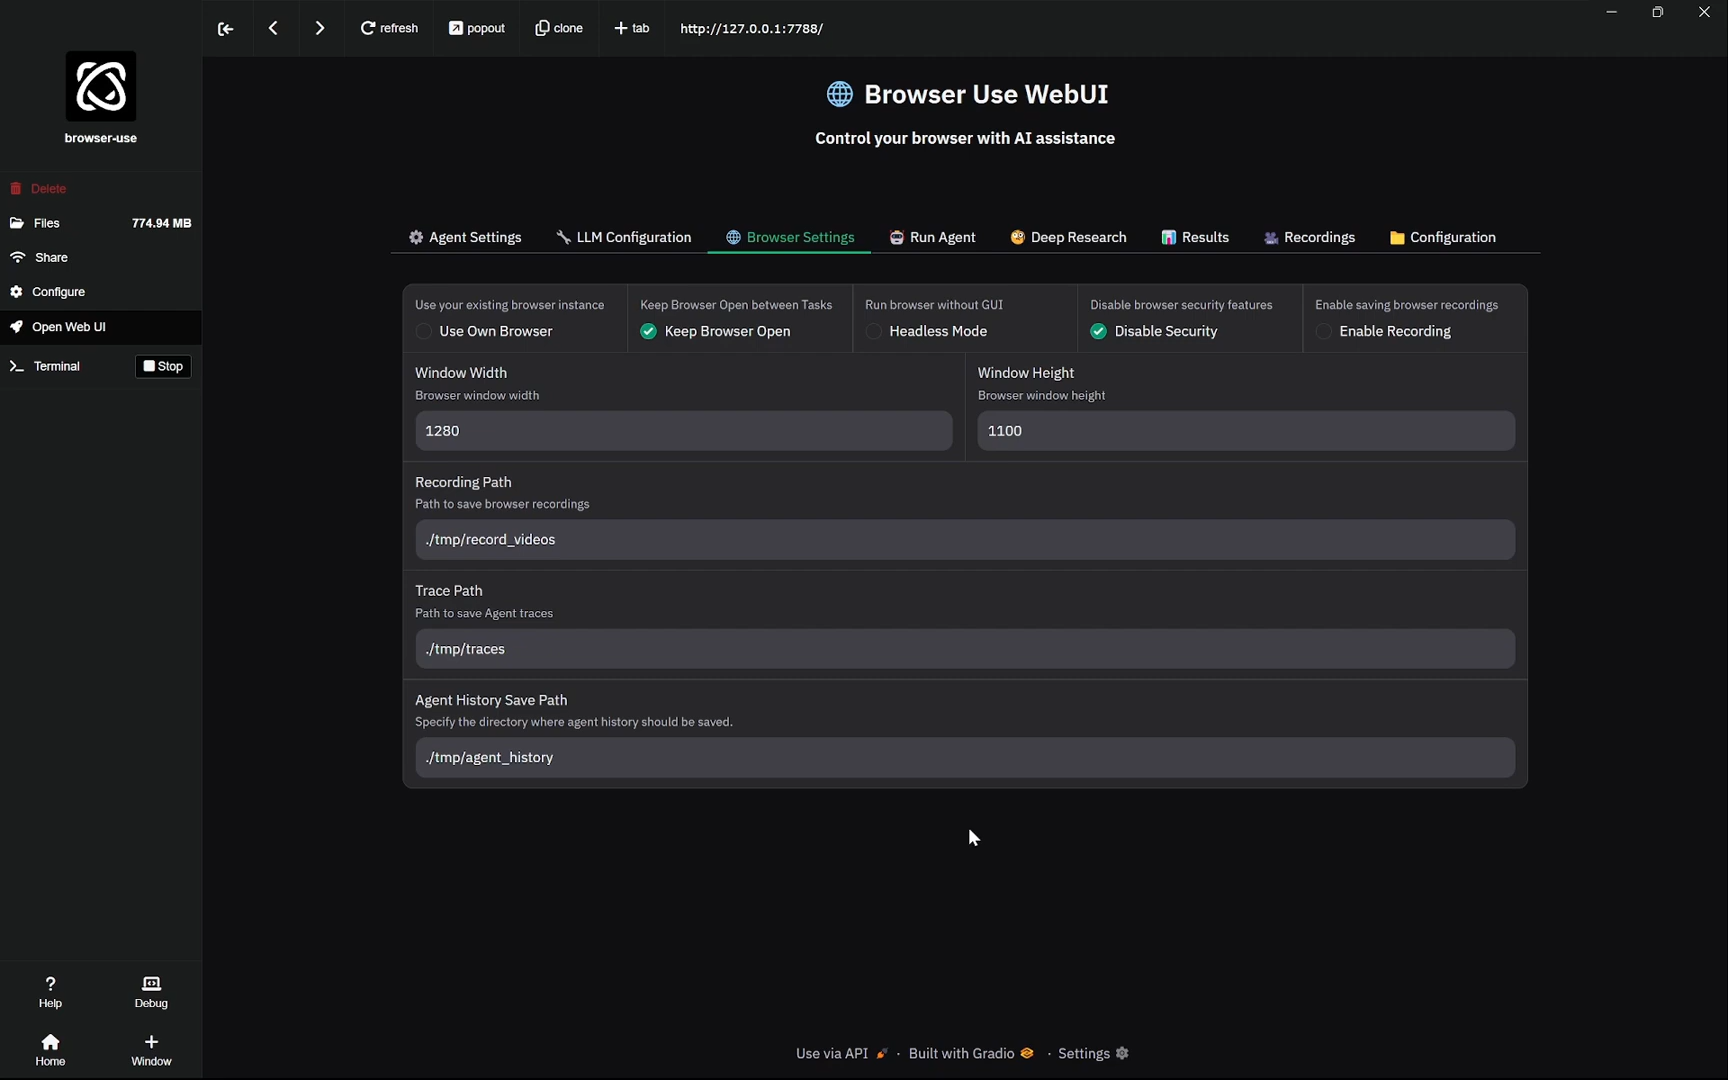 refresh popout clone + tab http://127.0.0.1:7788/
browser-use
Delete
Files 774.94 MB
Share
Configure
Open Web UI
Terminal Stop
Browser Use WebUI
Control your browser with AI assistance
Agent Settings LLM Configuration Browser Settings Run Agent Deep Research Results Recordings Configuration
Use your existing browser instance Keep Browser Open between Tasks Run browser without GUI Disable browser security features Enable saving browser recordings
Use Own Browser Keep Browser Open Headless Mode Disable Security Enable Recording
Window Width Window Height
Browser window width Browser window height
1280 1100
Recording Path
Path to save browser recordings
./tmp/record_videos
Trace Path
Path to save Agent traces
./tmp/traces
Agent History Save Path
Specify the directory where agent history should be saved.
./tmp/agent_history
Help Debug
Home Window
Use via API · Built with Gradio · Settings